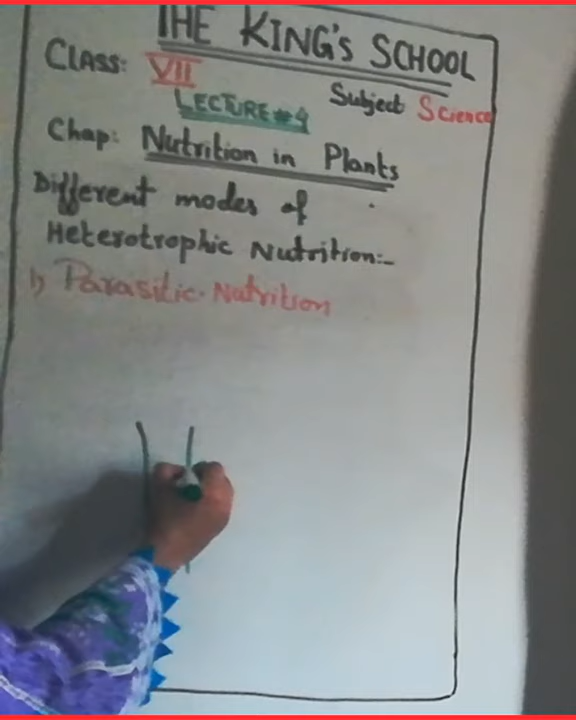 THE KING'S SCHOOL
CLASS: VII
Subject Science
LECTURE #4
Chap: Nutrition in Plants
Different modes of
Heterotrophic Nutrition:-
1) Parasitic Nutrition